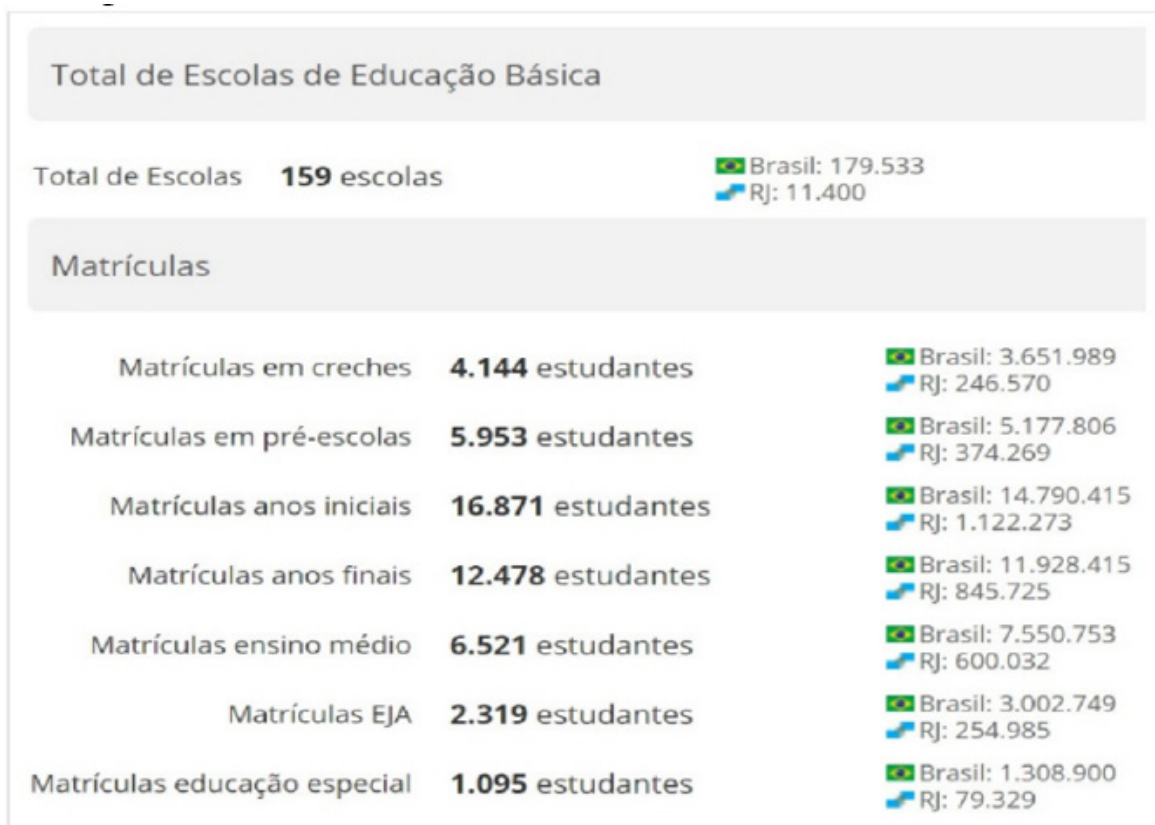 Total de Escolas de Educação Básica
Total de Escolas 159 escolas
Brasil: 179.533
RJ: 11.400
Matrículas
Matrículas em creches 4.144 estudantes
Brasil: 3.651.989
RJ: 246.570
Matrículas em pré-escolas 5.953 estudantes
Brasil: 5.177.806
RJ: 374.269
Matrículas anos iniciais 16.871 estudantes
Brasil: 14.790.415
RJ: 1.122.273
Matrículas anos finais 12.478 estudantes
Brasil: 11.928.415
RJ: 845.725
Matrículas ensino médio 6.521 estudantes
Brasil: 7.550.753
RJ: 600.032
Matrículas EJA 2.319 estudantes
Brasil: 3.002.749
RJ: 254.985
Matrículas educação especial 1.095 estudantes
Brasil: 1.308.900
RJ: 79.329